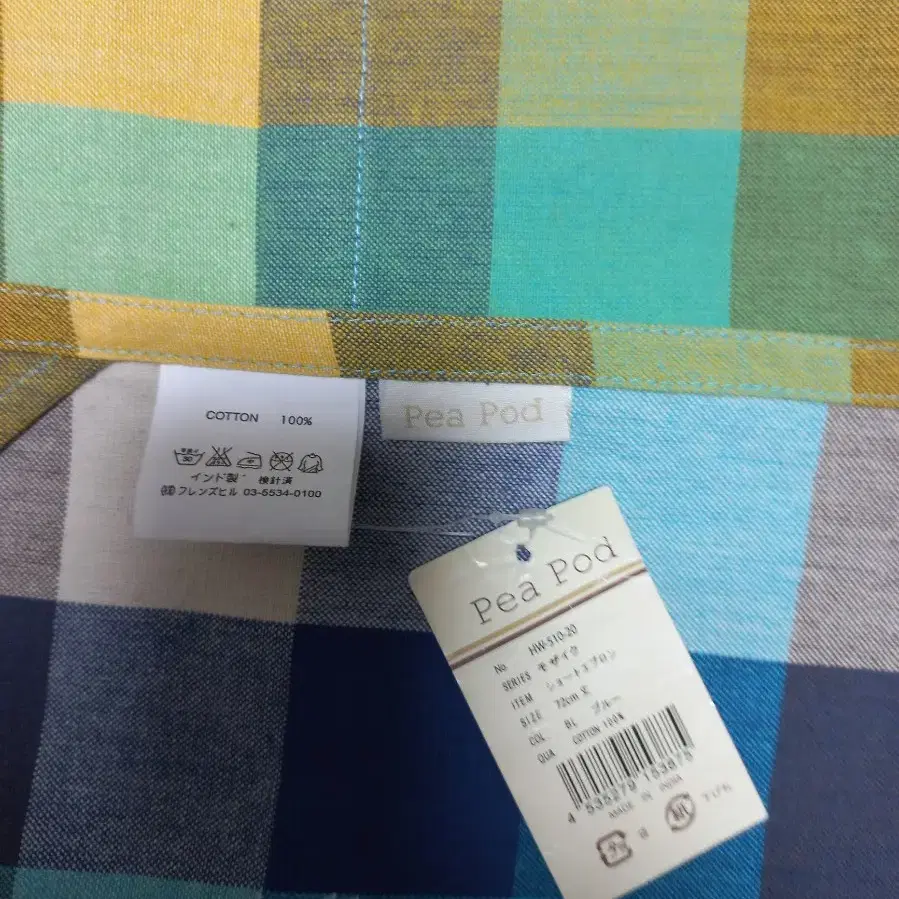 COTTON 100%
インド製 検針済
㈱フレンズヒル 03-5534-0100
Pea Pod
Pea Pod
No. HW-510-20
SERIES モザイク
ITEM ショートエプロン
SIZE 72cm丈
COL. BL ブルー
QUA COTTON 100%
4 535279 153875
MADE IN INDIA